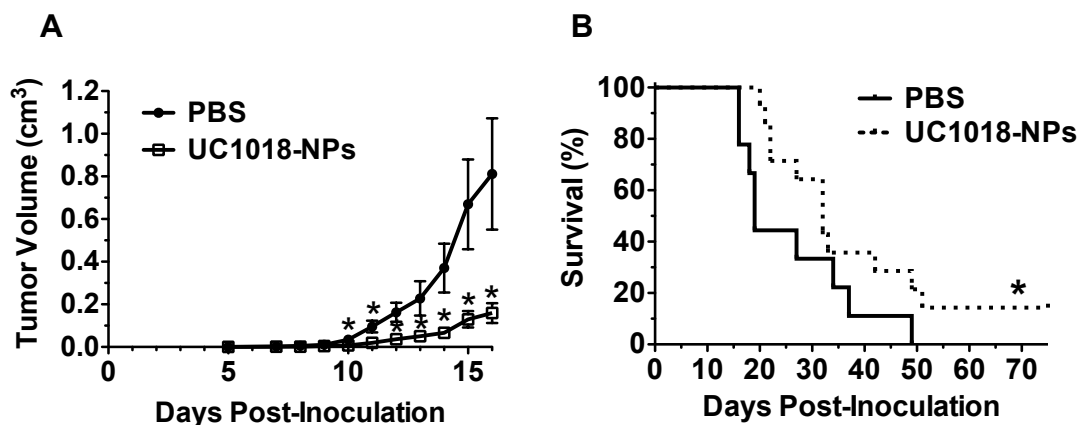 A
Tumor Volume (cm³)
1.2
1.0
0.8
0.6
0.4
0.2
0.0
PBS
UC1018-NPs
* * * * * * *
0 5 10 15
Days Post-Inoculation
B
Survival (%)
100
80
60
40
20
0
PBS
UC1018-NPs
*
0 10 20 30 40 50 60 70
Days Post-Inoculation